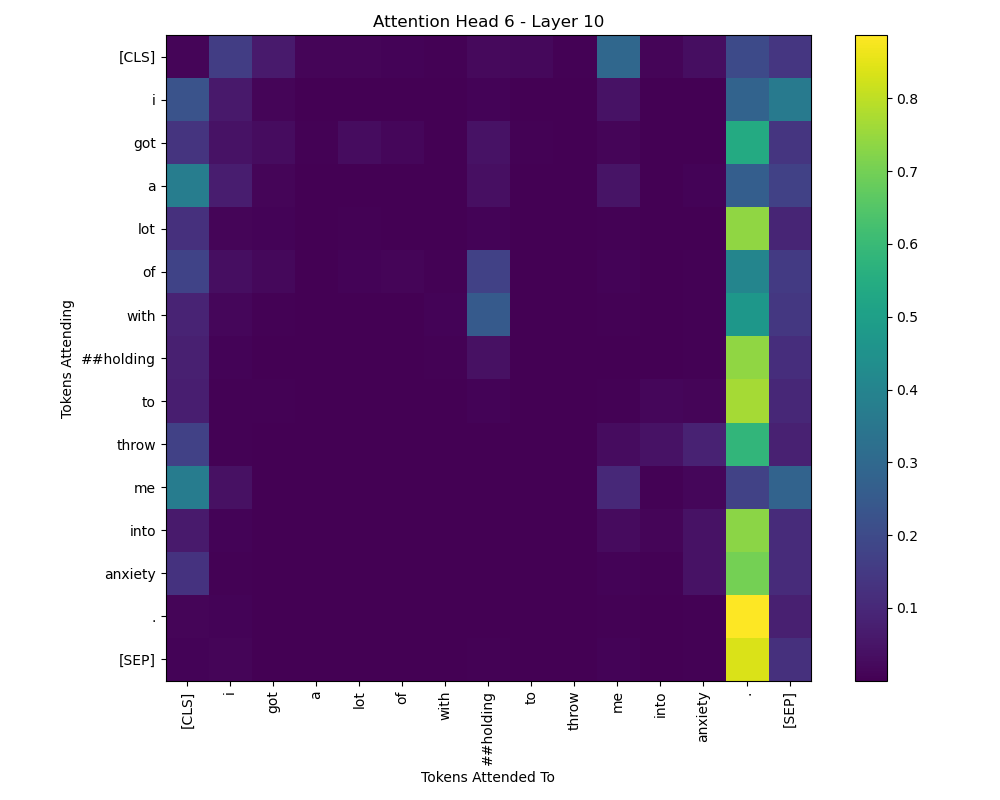 Attention Head 6 - Layer 10
Tokens Attending
[CLS]
i
got
a
lot
of
with
##holding
to
throw
me
into
anxiety
.
[SEP]
[CLS]
i
got
a
lot
of
with
##holding
to
throw
me
into
anxiety
.
[SEP]
Tokens Attended To
0.8
0.7
0.6
0.5
0.4
0.3
0.2
0.1